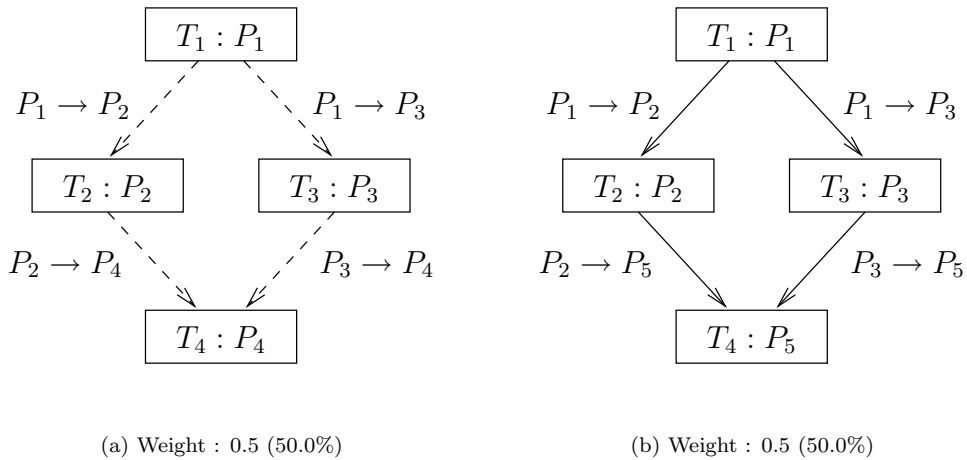 T₁ : P₁
P₁ → P₂
P₁ → P₃
T₂ : P₂
T₃ : P₃
P₂ → P₄
P₃ → P₄
T₄ : P₄
(a) Weight : 0.5 (50.0%)
T₁ : P₁
P₁ → P₂
P₁ → P₃
T₂ : P₂
T₃ : P₃
P₂ → P₅
P₃ → P₅
T₄ : P₅
(b) Weight : 0.5 (50.0%)